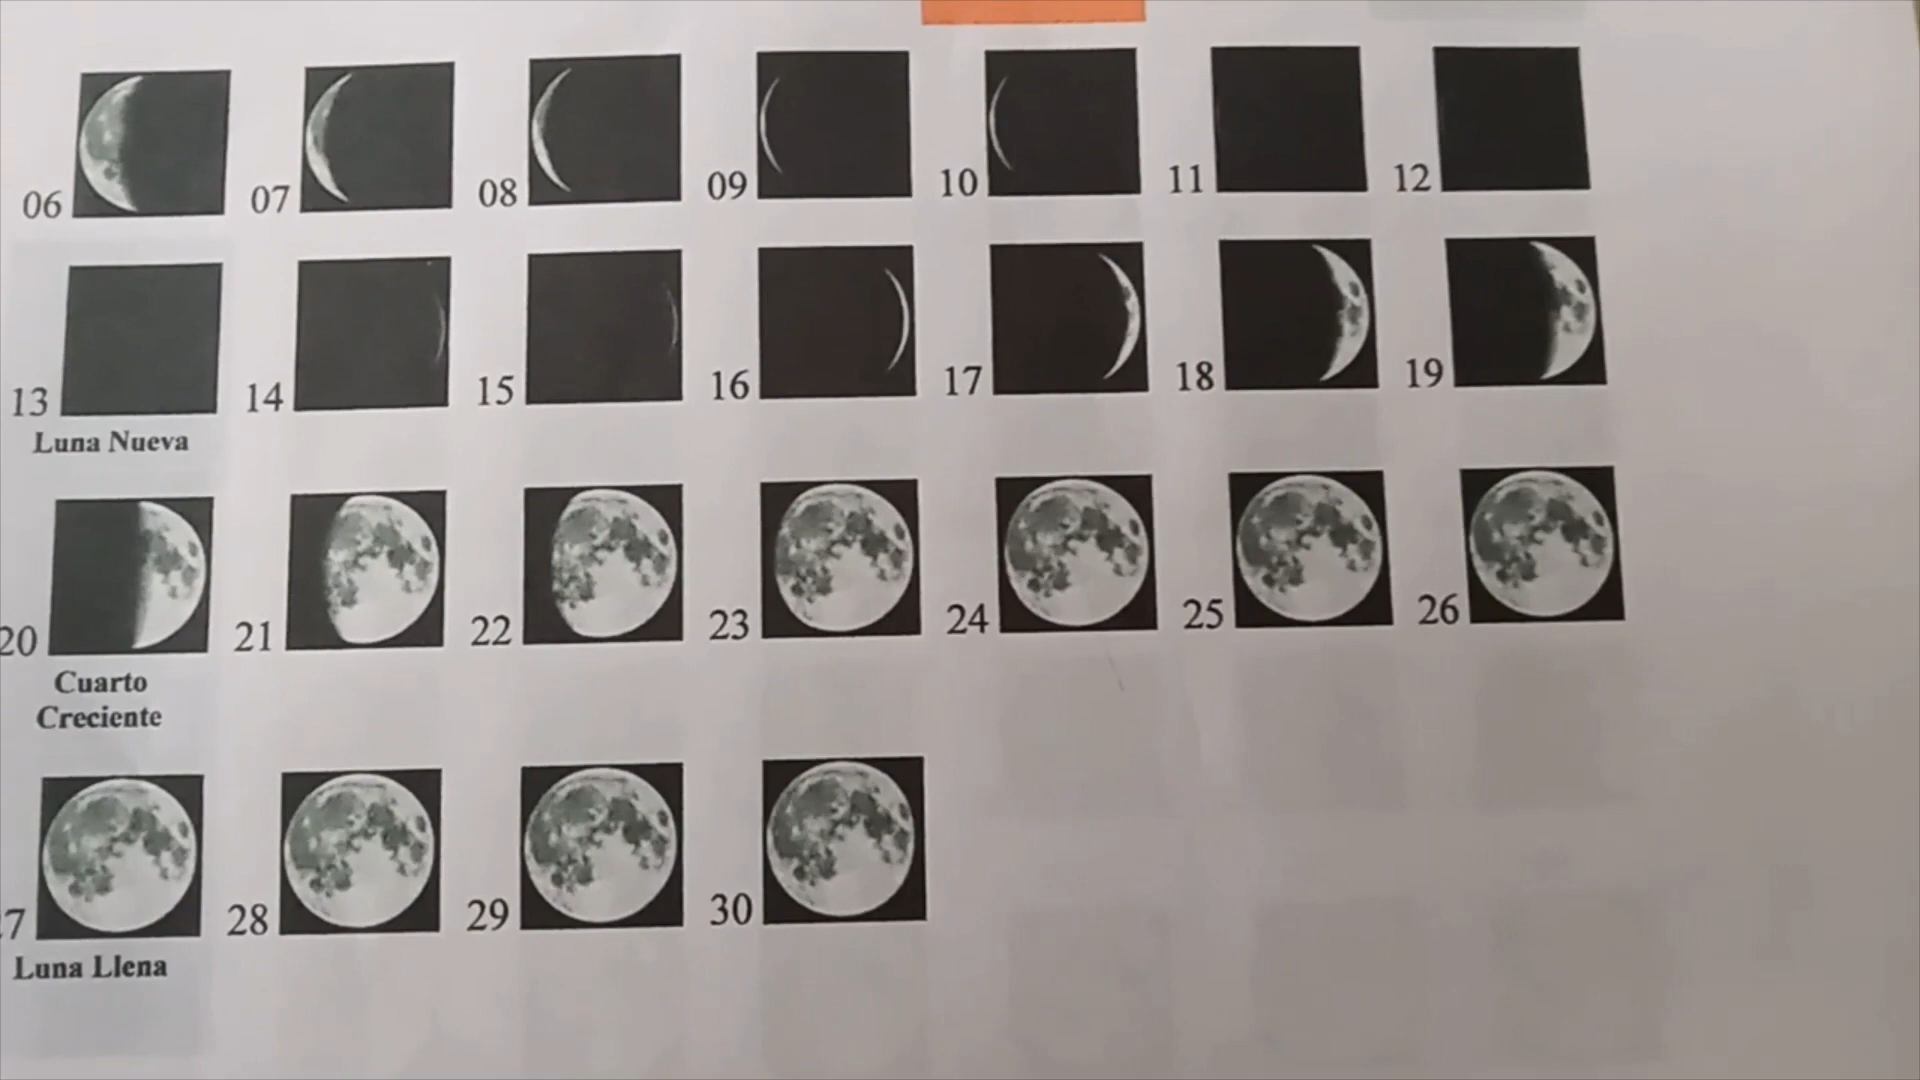 06 07 08 09 10 11 12
13 14 15 16 17 18 19
Luna Nueva
20 21 22 23 24 25 26
Cuarto
Creciente
7 28 29 30
Luna Llena